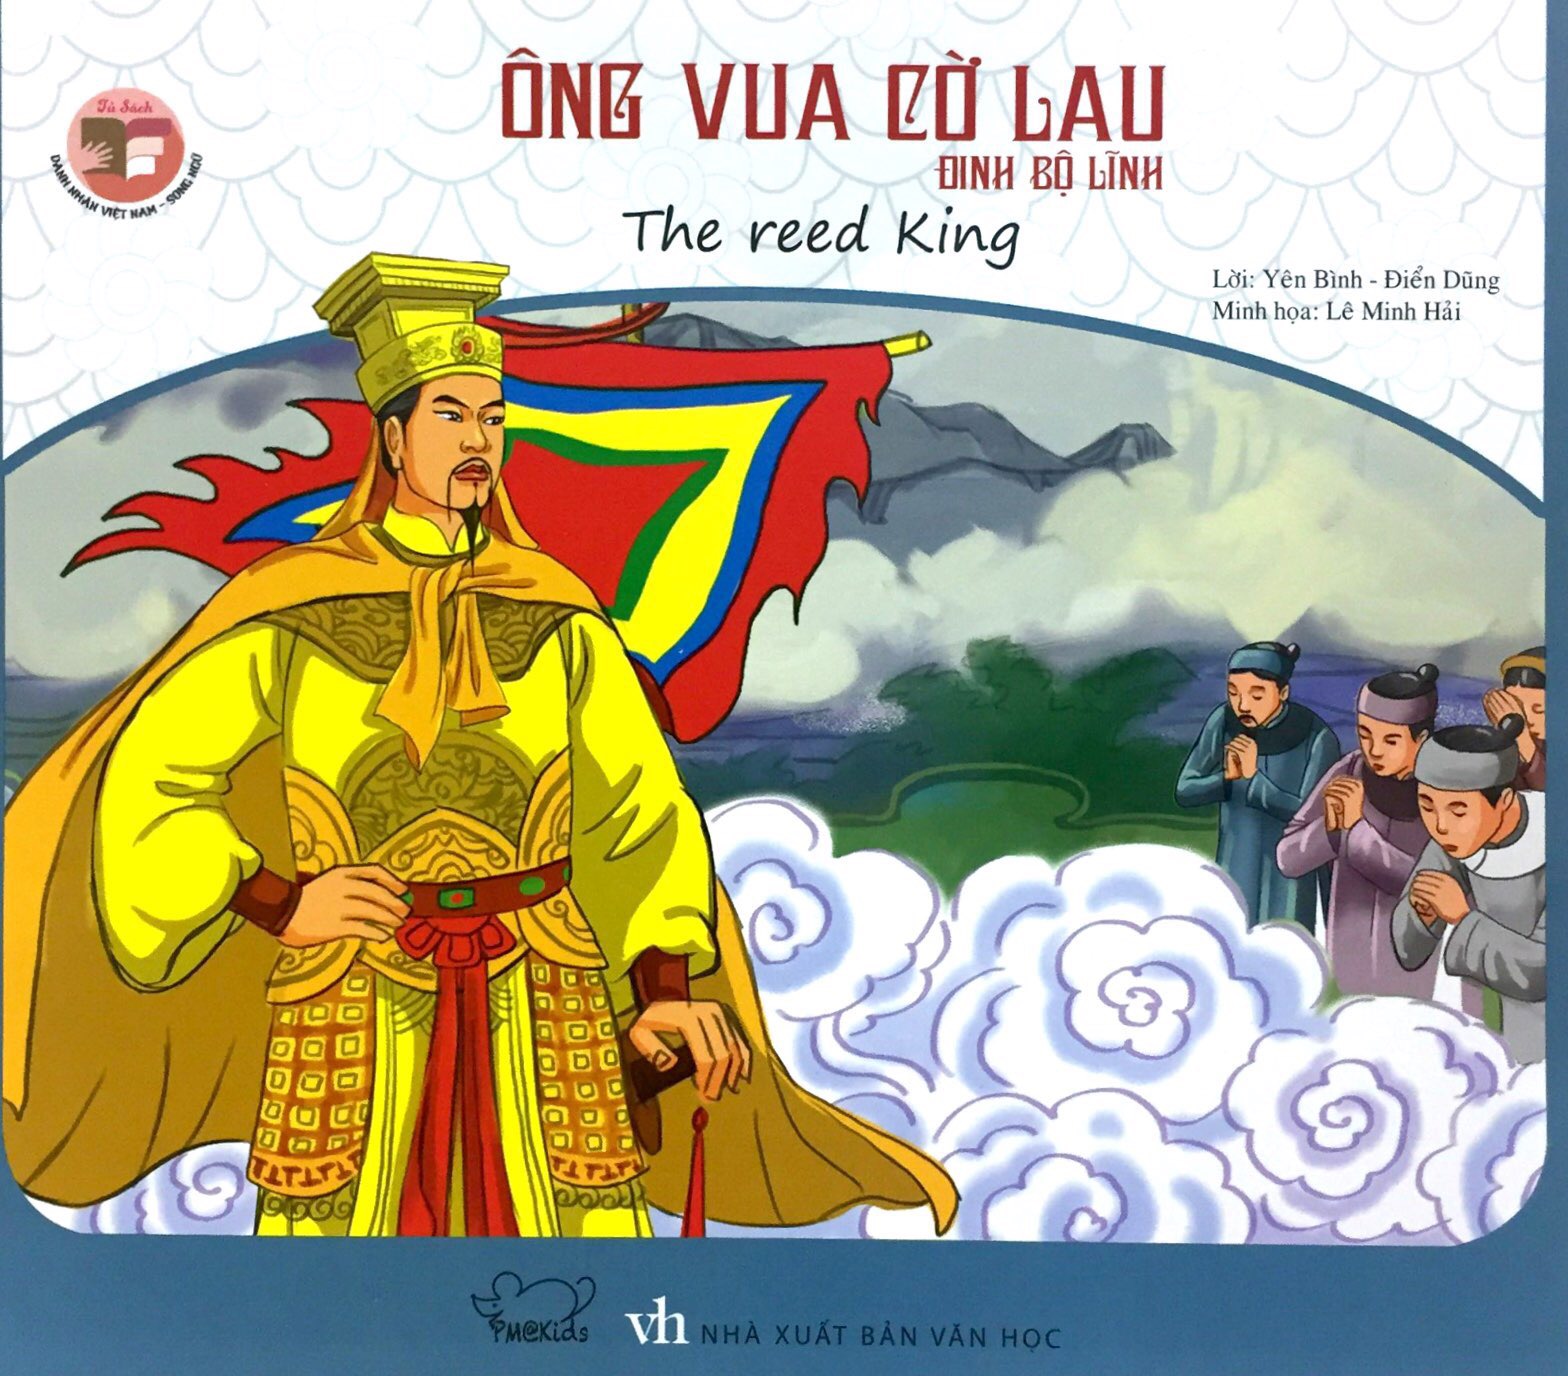 ÔNG VUA CỜ LAU
ĐINH BỘ LĨNH
The reed King
Tủ Sách
DANH NHÂN VIỆT NAM - SONG NGỮ
Lời: Yên Bình - Điển Dũng
Minh họa: Lê Minh Hải
PM@Kids
vh NHÀ XUẤT BẢN VĂN HỌC